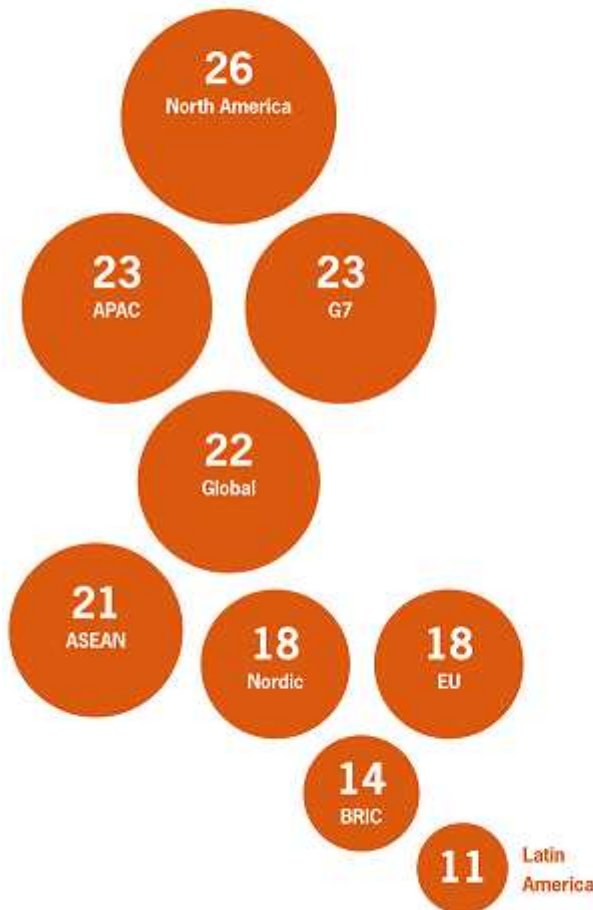 26
North America
23
APAC
23
G7
22
Global
21
ASEAN
18
Nordic
18
EU
14
BRIC
11
Latin
America